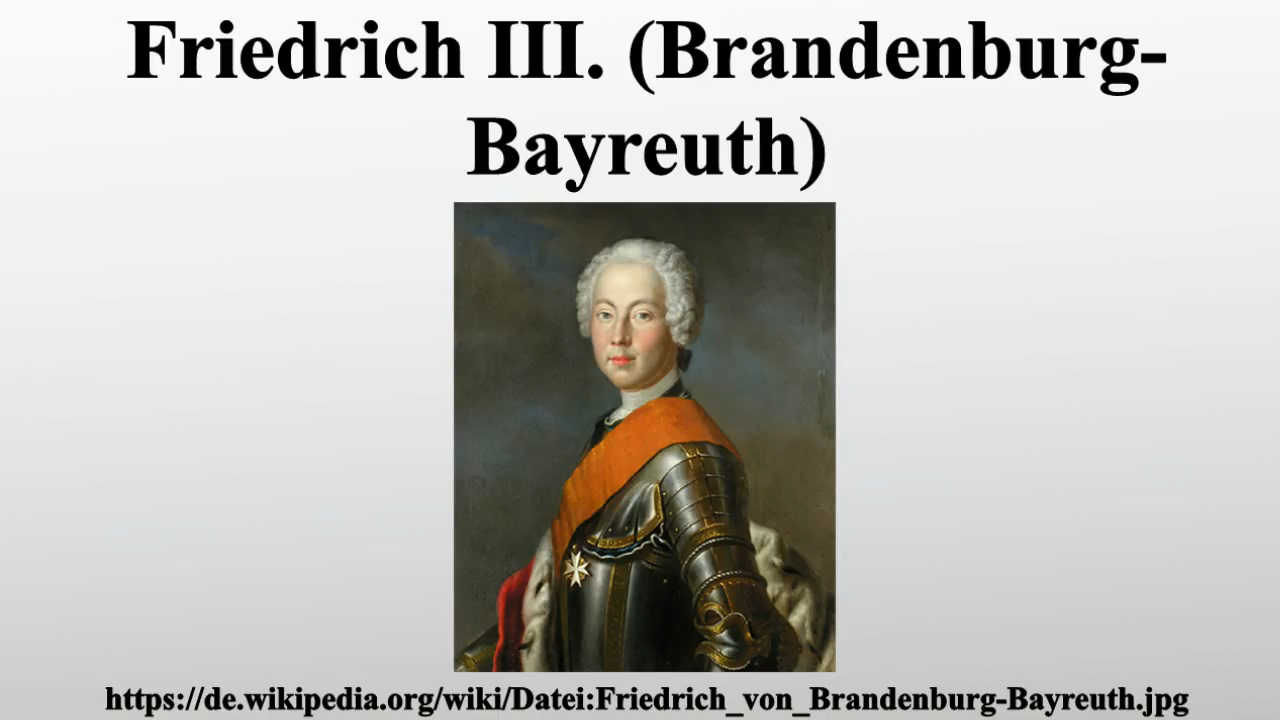 Friedrich III. (Brandenburg-
Bayreuth)
https://de.wikipedia.org/wiki/Datei:Friedrich_von_Brandenburg-Bayreuth.jpg